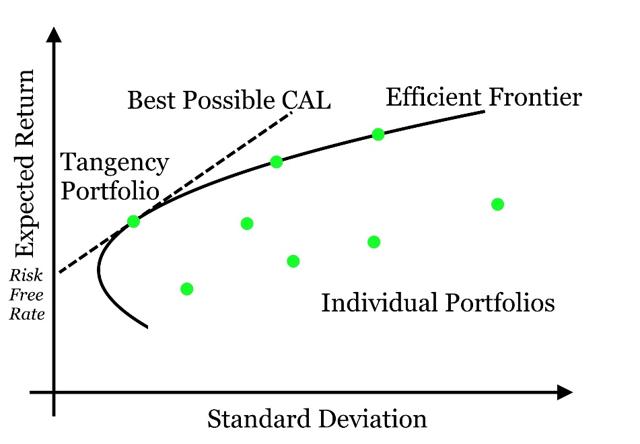 Best Possible CAL
Efficient Frontier
Tangency
Portfolio
Expected Return
Risk
Free
Rate
Individual Portfolios
Standard Deviation